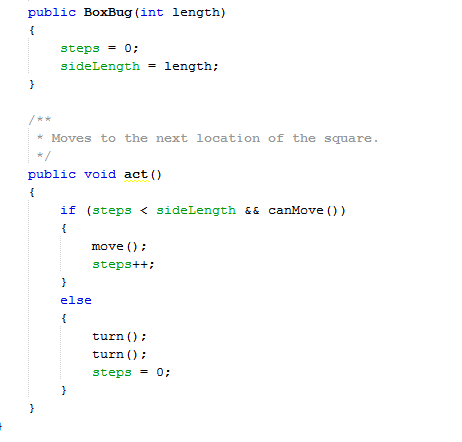 public BoxBug(int length)
{
steps = 0;
sideLength = length;
}
/**
* Moves to the next location of the square.
*/
public void act()
{
if (steps < sideLength && canMove())
{
move();
steps++;
}
else
{
turn();
turn();
steps = 0;
}
}
}